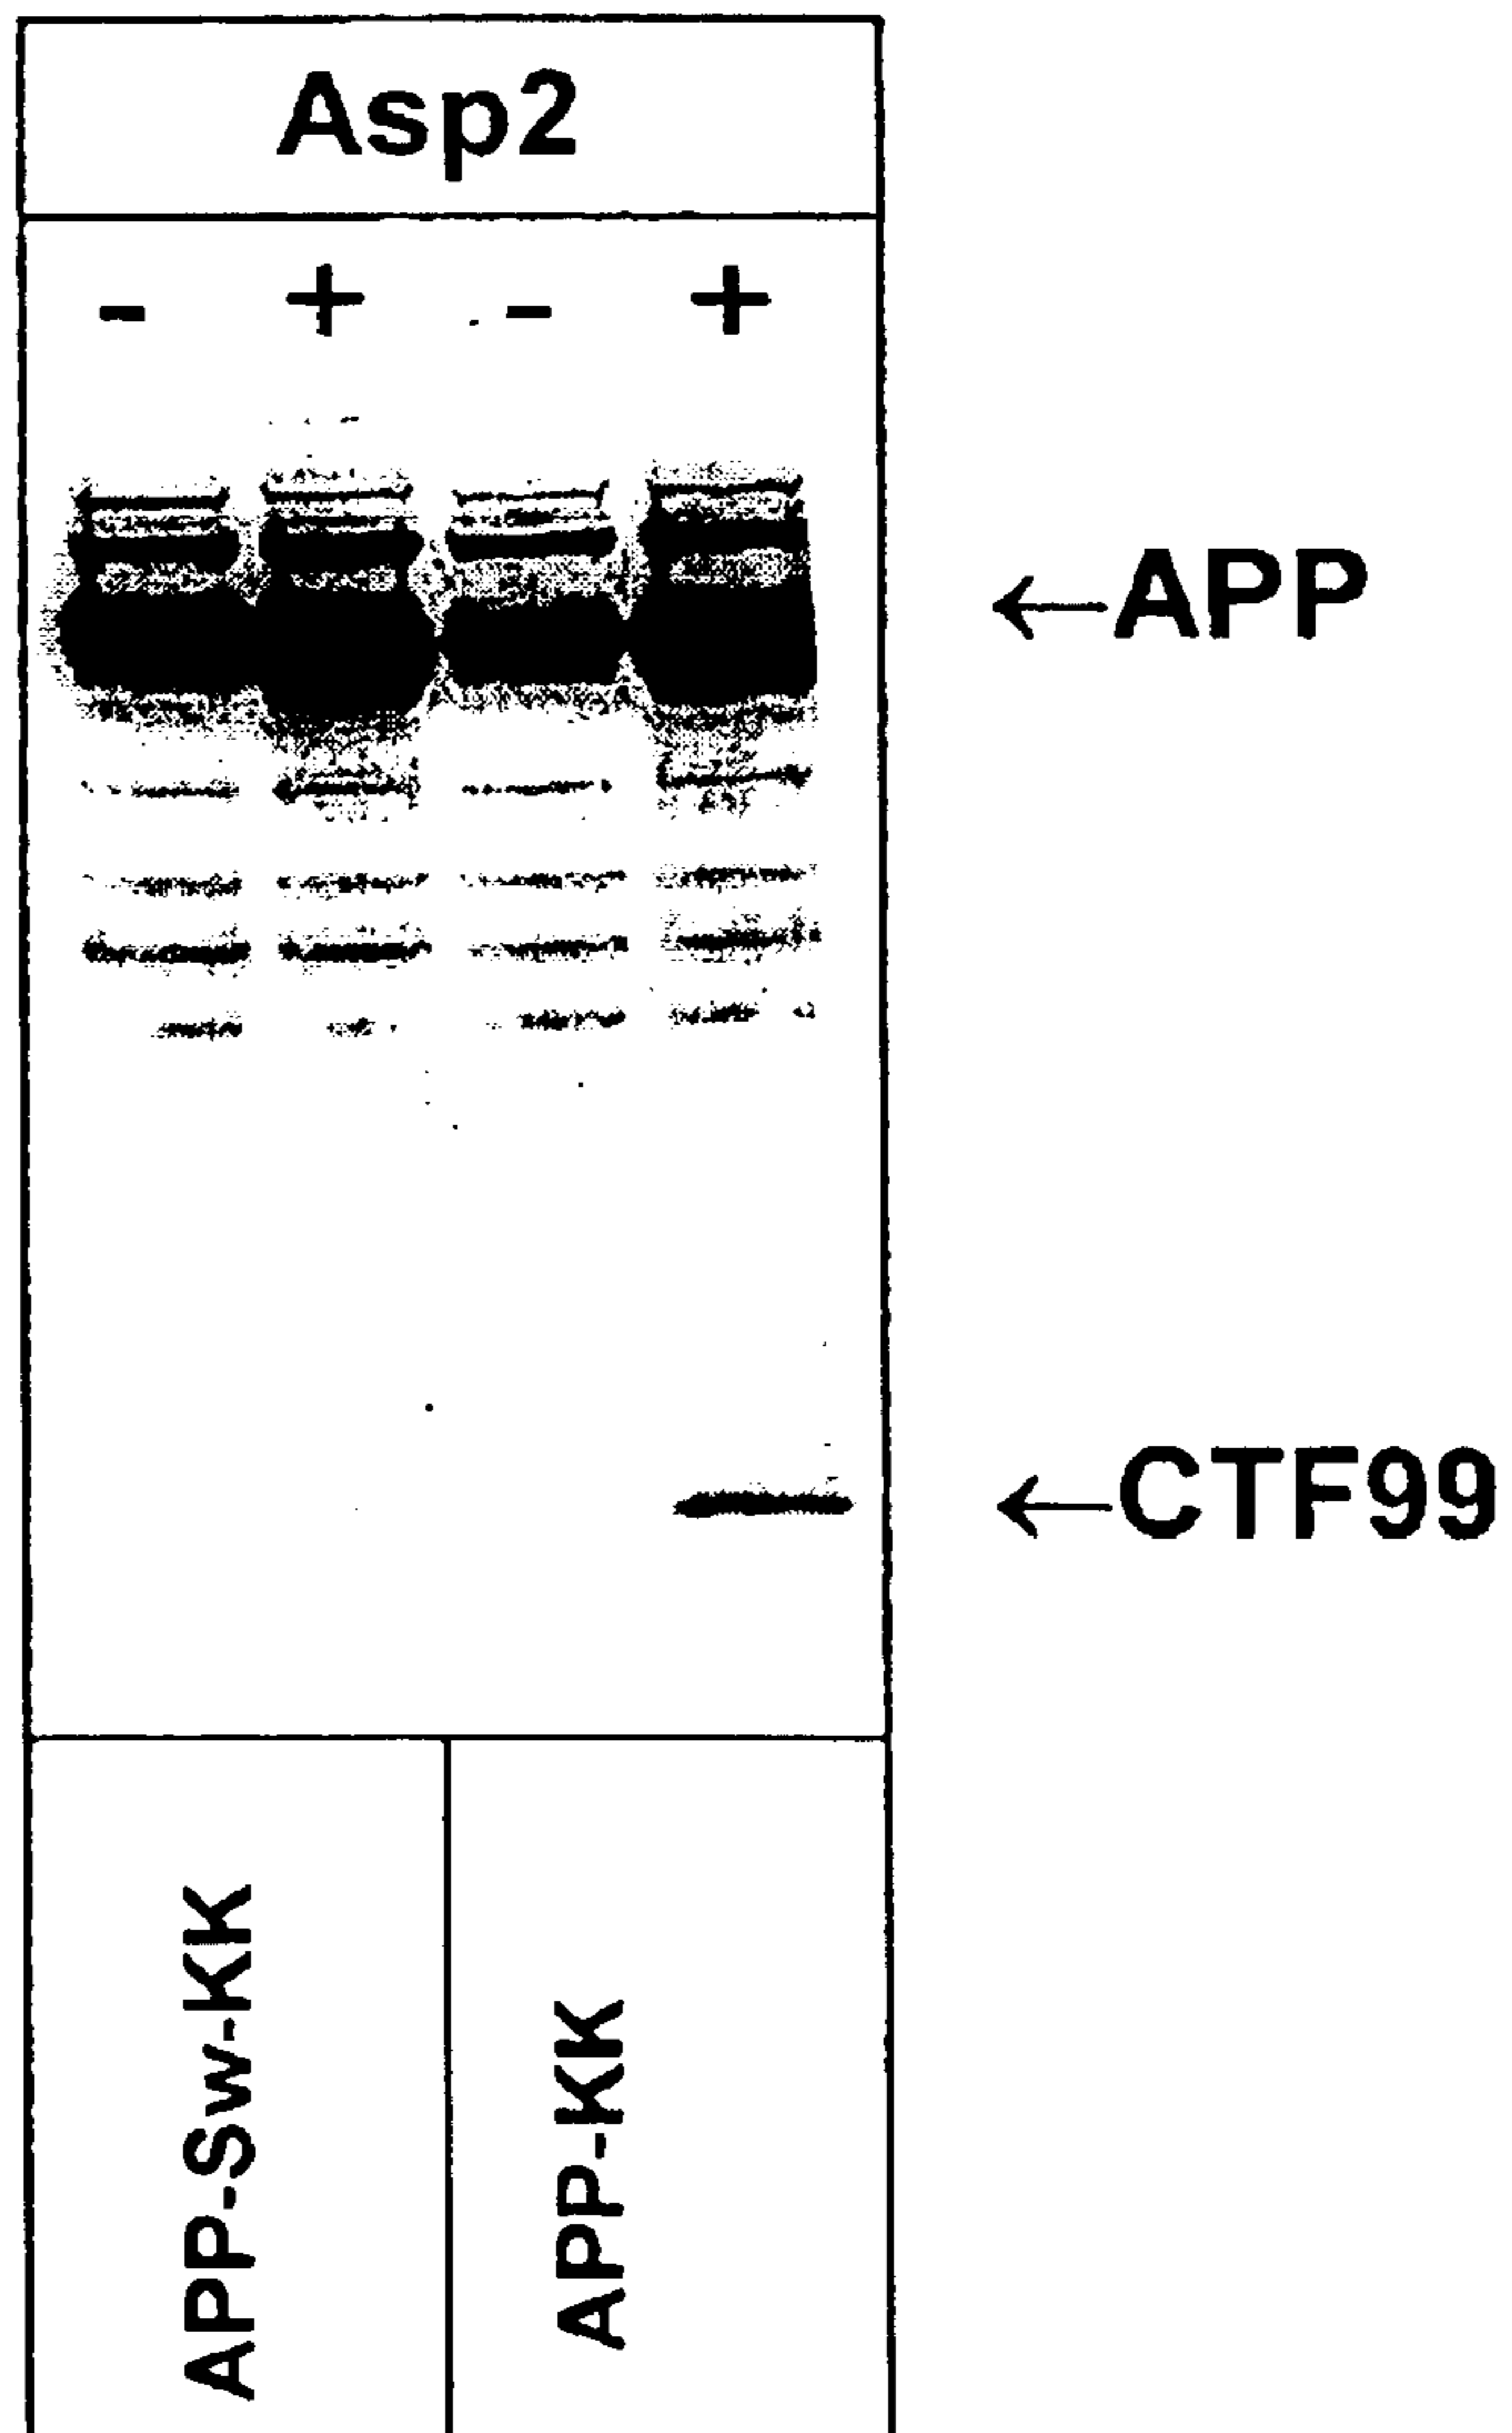 Asp2
- + - +
←APP
←CTF99
APP-Sw-KK
APP-KK